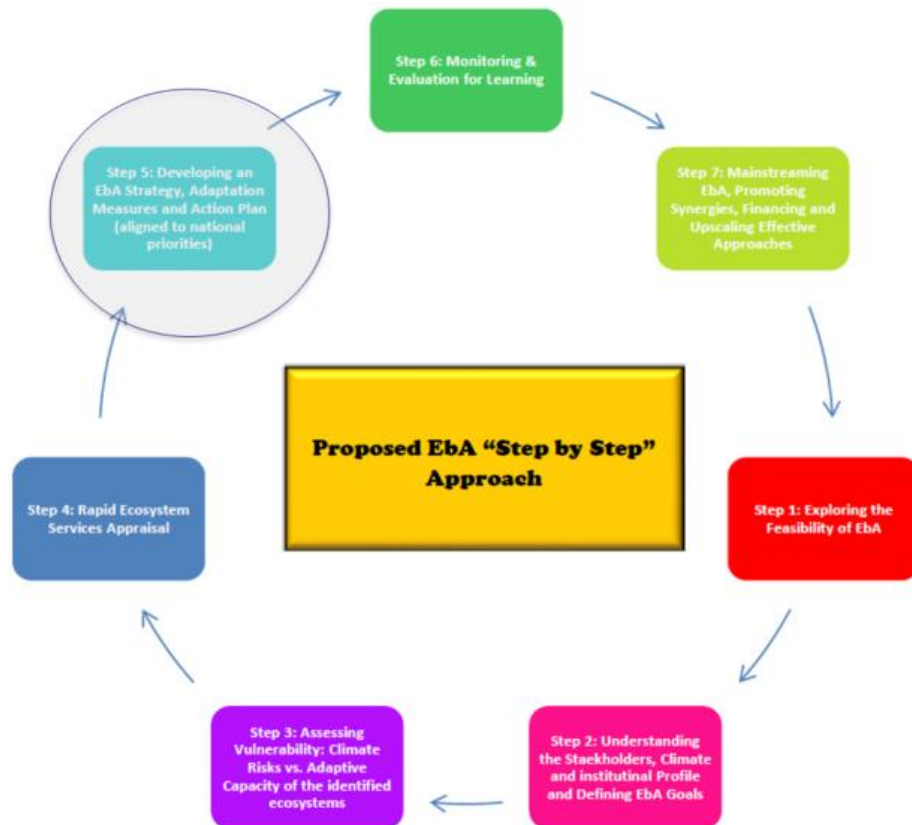 Step 6: Monitoring &
Evaluation for Learning
Step 5: Developing an
EbA Strategy, Adaptation
Measures and Action Plan
(aligned to national
priorities)
Step 7: Mainstreaming
EbA, Promoting
Synergies, Financing and
Upscaling Effective
Approaches
Proposed EbA “Step by Step”
Approach
Step 4: Rapid Ecosystem
Services Appraisal
Step 1: Exploring the
Feasibility of EbA
Step 3: Assessing
Vulnerability: Climate
Risks vs. Adaptive
Capacity of the identified
ecosystems
Step 2: Understanding
the Staekholders, Climate
and institutinal Profile
and Defining EbA Goals